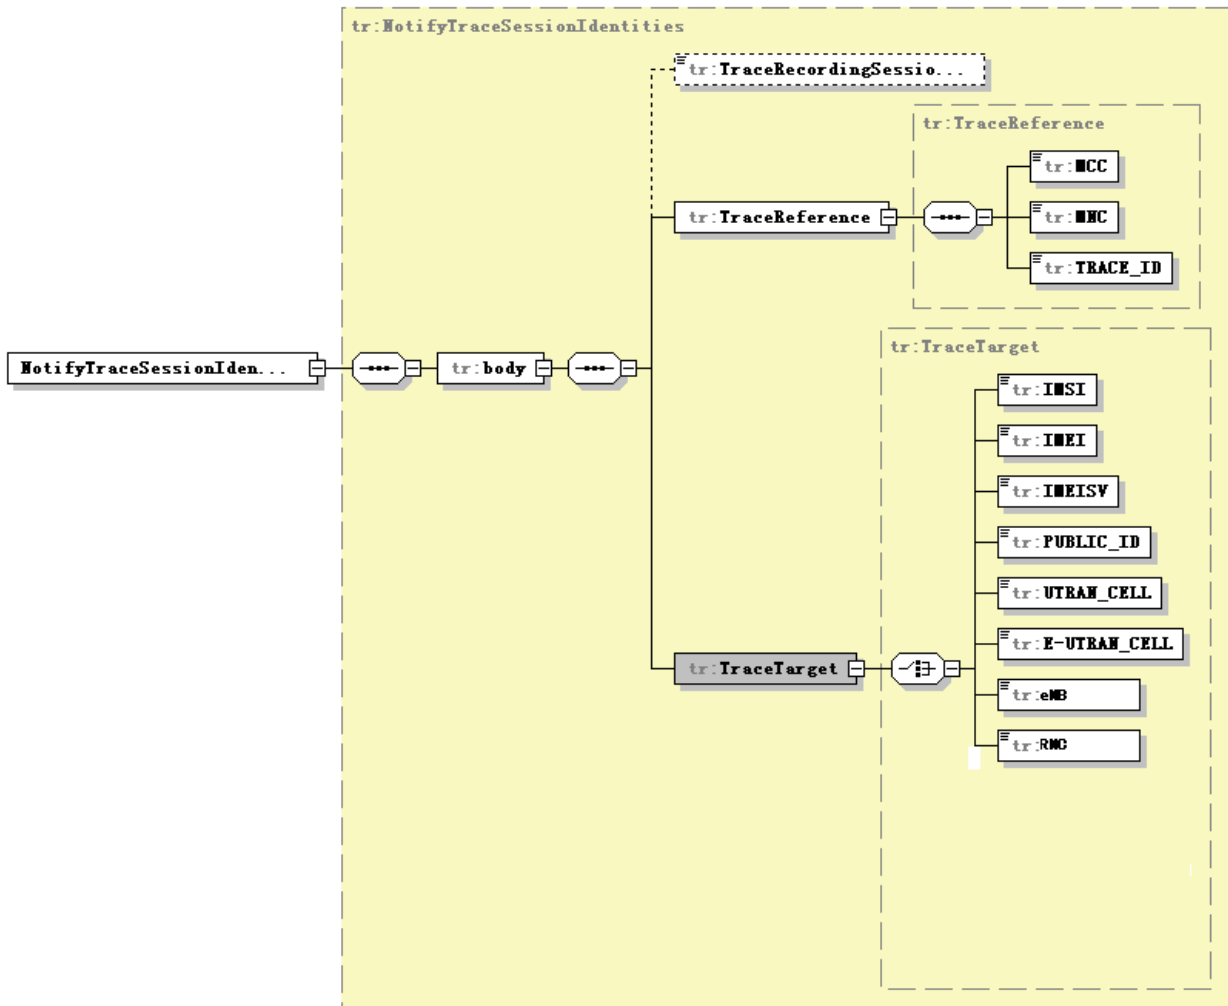 tr:NotifyTraceSessionIdentities
tr:TraceRecordingSessio...
tr:TraceReference
tr:MCC
tr:TraceReference
tr:MNC
tr:TRACE_ID
tr:TraceTarget
NotifyTraceSessionIden...
tr:body
tr:IMSI
tr:IMEI
tr:IMEISV
tr:PUBLIC_ID
tr:UTRAN_CELL
tr:E-UTRAN_CELL
tr:TraceTarget
tr:eNB
tr:RNC